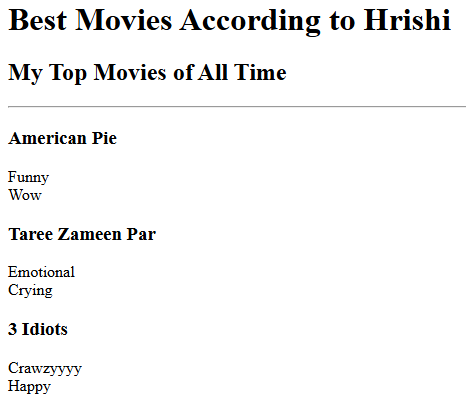 Best Movies According to Hrishi
My Top Movies of All Time
American Pie
Funny
Wow
Taree Zameen Par
Emotional
Crying
3 Idiots
Crawzyyyy
Happy